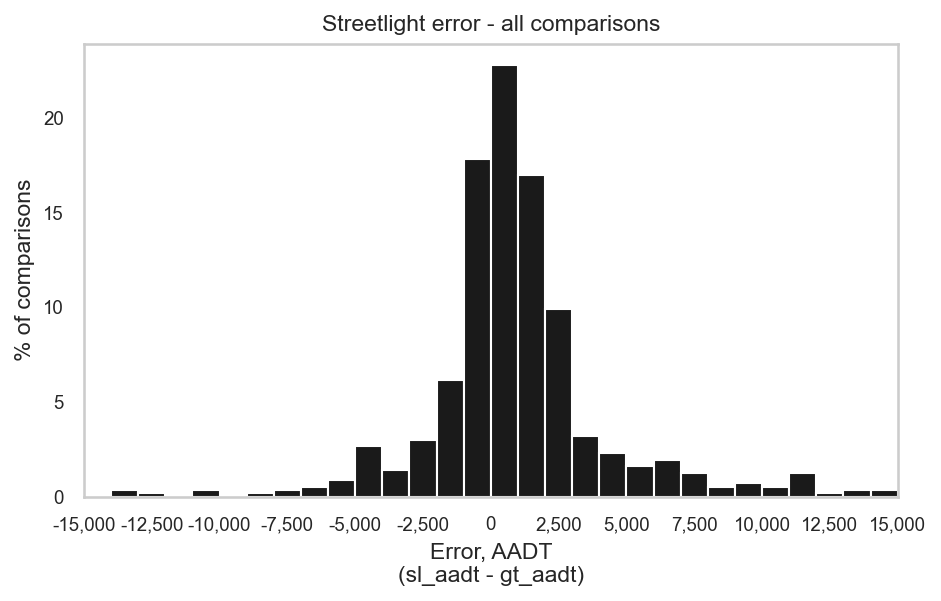 Streetlight error - all comparisons
% of comparisons
20
15
10
5
0
-15,000 -12,500 -10,000 -7,500 -5,000 -2,500 0 2,500 5,000 7,500 10,000 12,500 15,000
Error, AADT
(sl_aadt - gt_aadt)